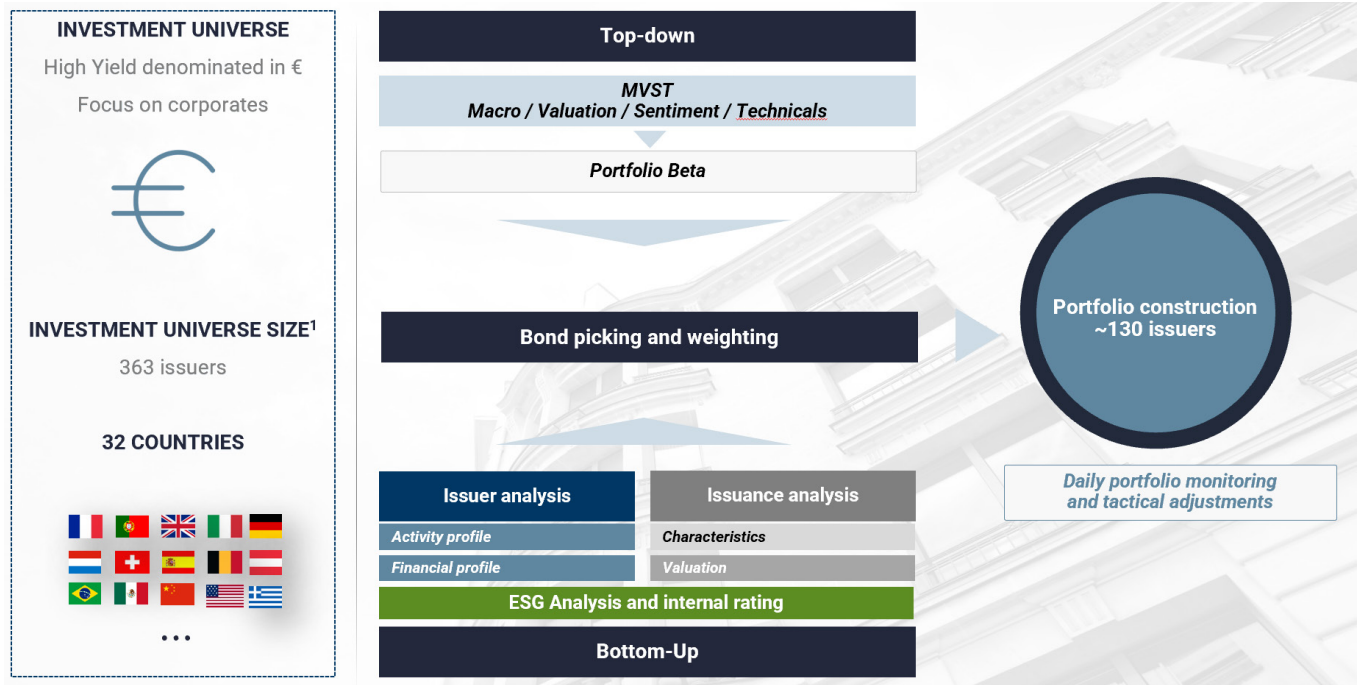 INVESTMENT UNIVERSE
High Yield denominated in €
Focus on corporates
€
INVESTMENT UNIVERSE SIZE¹
363 issuers
32 COUNTRIES
...
Top-down
MVST
Macro / Valuation / Sentiment / Technicals
Portfolio Beta
Bond picking and weighting
Issuer analysis
Activity profile
Financial profile
Issuance analysis
Characteristics
Valuation
ESG Analysis and internal rating
Bottom-Up
Portfolio construction
~130 issuers
Daily portfolio monitoring
and tactical adjustments